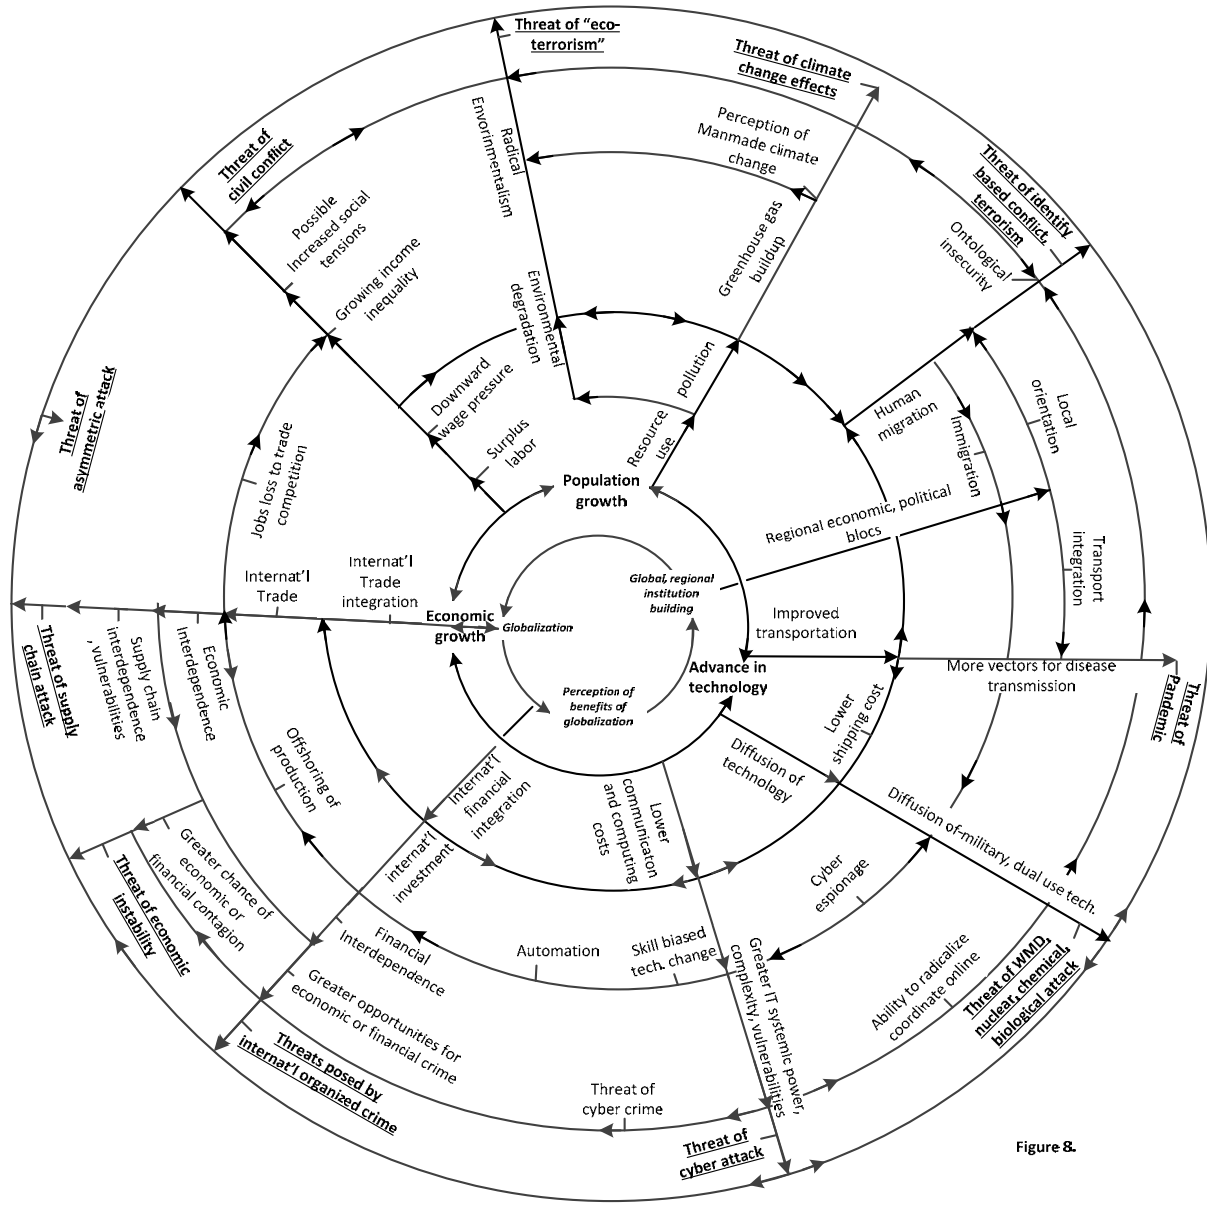 Threat of "eco-
terrorism"
Threat of climate
change effects
Threat of
civil conflict
Threat of identify
based conflict,
terrorism
Radical
Envorinmentalism
Perception of
Manmade climate
change
Possible
Increased social
tensions
Growing income
inequality
Environmental
degradation
Greenhouse gas
buildup
Ontological
insecurity
Downward
wage pressure
Surplus
labor
Resource
use
pollution
Human
migration
Immigration
Local
orientation
Threat of
asymmetric attack
Jobs loss to trade
competition
Population
growth
Regional economic, political
blocs
Transport
integration
Internat'l
Trade
Internat'l
Trade
integration
Economic
growth
Globalization
Global, regional
institution
building
Improved
transportation
Advance in
technology
Perception of
benefits of
globalization
More vectors for disease
transmission
Threat of
Pandemic
Threat of supply
chain attack
Supply chain
interdependence
, vulnerabilities
Economic
Interdependence
Offshoring of
production
Internat'l
financial
integration
internat'l
investment
Lower
communicaton
and computing
costs
Diffusion of
technology
Lower
shipping cost
Diffusion of military, dual use tech.
Cyber
espionage
Greater chance of
economic or
financial contagion
Threat of economic
instability
Financial
Interdependence
Automation
Skill biased
tech. change
Greater IT systemic power,
complexity, vulnerabilities
Ability to radicalize
coordinate online
Threat of WMD,
nuclear, chemical,
biological attack
Greater opportunities for
economic or financial crime
Threats posed by
internat'l organized crime
Threat of
cyber crime
Threat of
cyber attack
Figure 8.